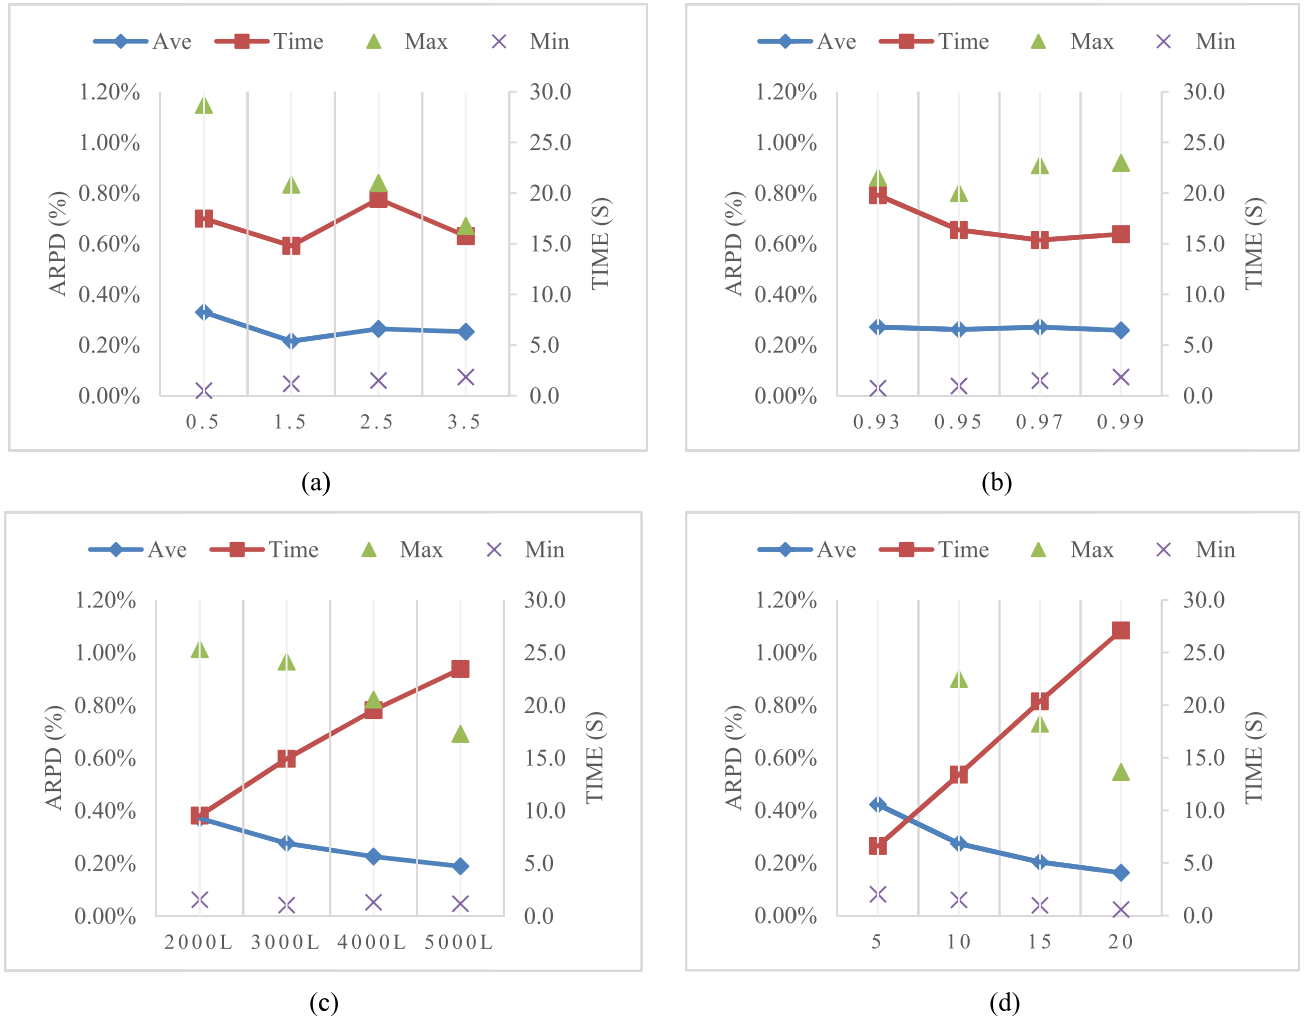 Ave Time Max Min
1.20% 30.0
1.00% 25.0
0.80% 20.0
0.60% 15.0
0.40% 10.0
0.20% 5.0
0.00% 0.0
ARPD (%)
TIME (S)
0.5 1.5 2.5 3.5
(a)
Ave Time Max Min
1.20% 30.0
1.00% 25.0
0.80% 20.0
0.60% 15.0
0.40% 10.0
0.20% 5.0
0.00% 0.0
ARPD (%)
TIME (S)
0.93 0.95 0.97 0.99
(b)
Ave Time Max Min
1.20% 30.0
1.00% 25.0
0.80% 20.0
0.60% 15.0
0.40% 10.0
0.20% 5.0
0.00% 0.0
ARPD (%)
TIME (S)
2000L 3000L 4000L 5000L
(c)
Ave Time Max Min
1.20% 30.0
1.00% 25.0
0.80% 20.0
0.60% 15.0
0.40% 10.0
0.20% 5.0
0.00% 0.0
ARPD (%)
TIME (S)
5 10 15 20
(d)